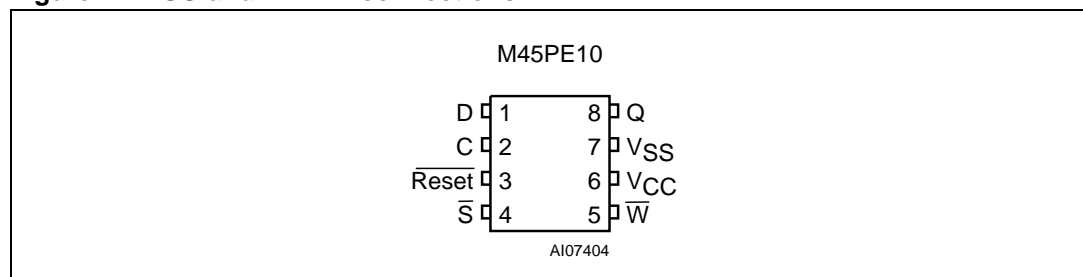 M45PE10
D 1 8 Q
C 2 7 VSS
Reset 3 6 VCC
S 4 5 W
AI07404